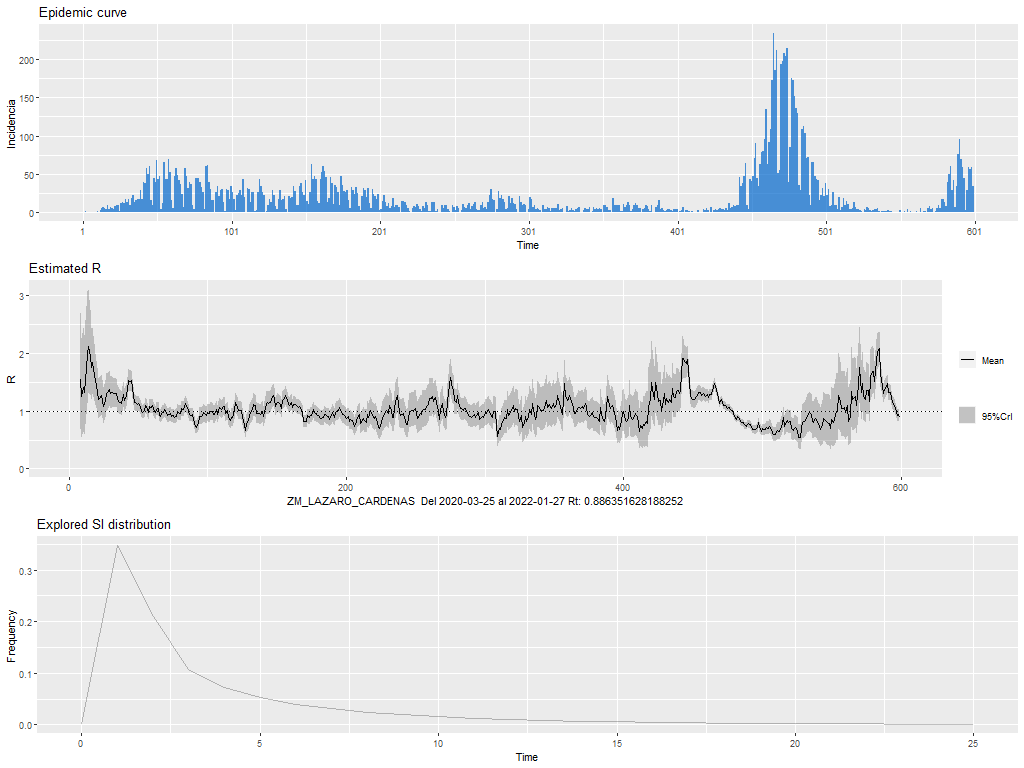 Epidemic curve
Incidencia
200
150
100
50
0
1
101
201
301
401
501
601
Time
Estimated R
R
3
2
1
0
0
200
400
600
Mean
95%CrI
ZM_LAZARO_CARDENAS Del 2020-03-25 al 2022-01-27 Rt: 0.886351628188252
Explored SI distribution
Frequency
0.3
0.2
0.1
0.0
0
5
10
15
20
25
Time